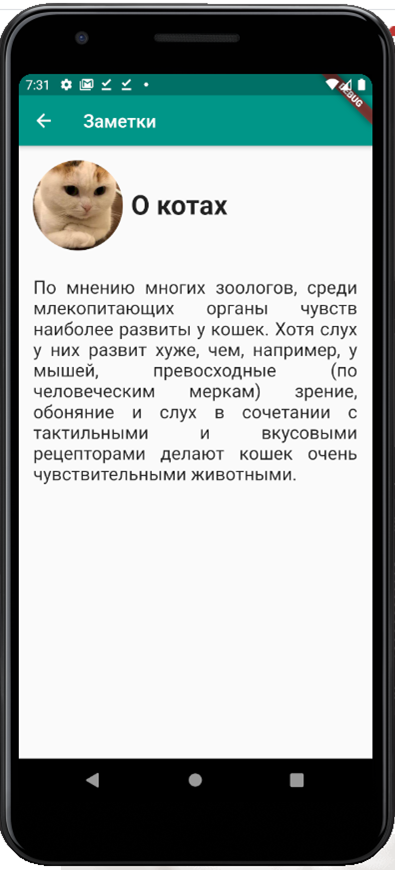 7:31
DEBUG
Заметки
О котах
По мнению многих зоологов, среди
млекопитающих органы чувств
наиболее развиты у кошек. Хотя слух
у них развит хуже, чем, например, у
мышей, превосходные (по
человеческим меркам) зрение,
обоняние и слух в сочетании с
тактильными и вкусовыми
рецепторами делают кошек очень
чувствительными животными.